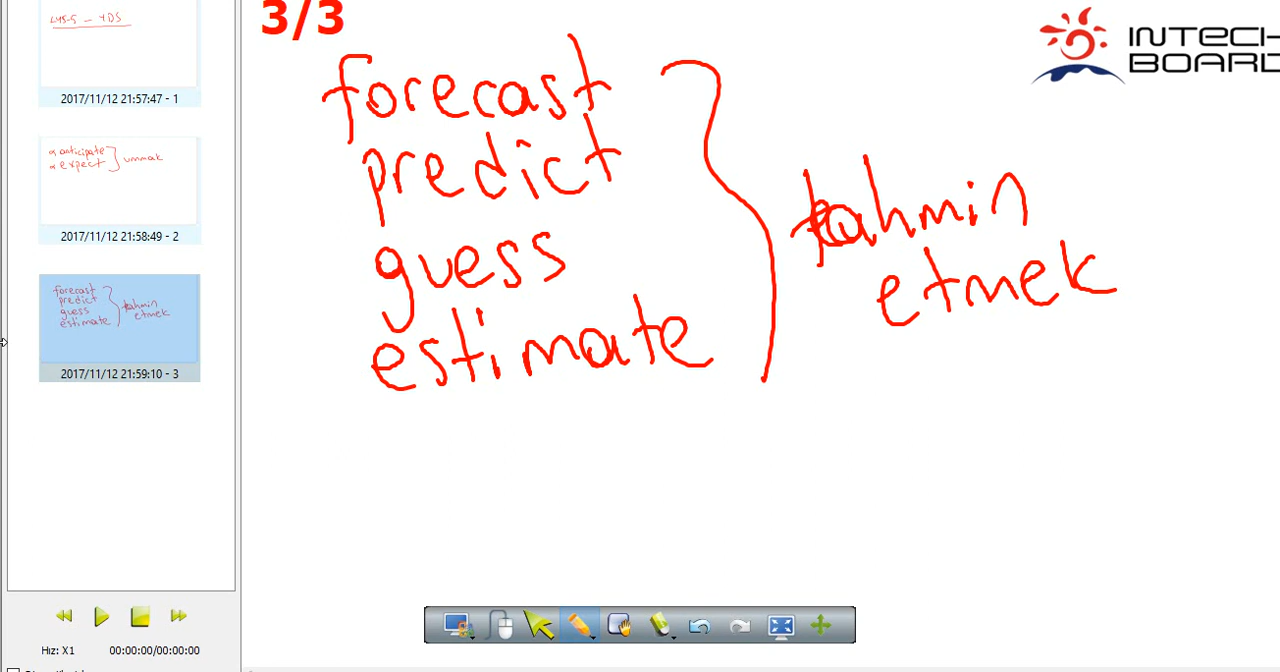 LYS-5 - YDS
2017/11/12 21:57:47 - 1
anticipate
expect
ummak
2017/11/12 21:58:49 - 2
forecast
predict
guess
estimate
tahmin
etmek
2017/11/12 21:59:10 - 3
Hız: X1 00:00:00/00:00:00
3/3
INTECH
BOARD
forecast
predict
guess
estimate
tahmin
etmek